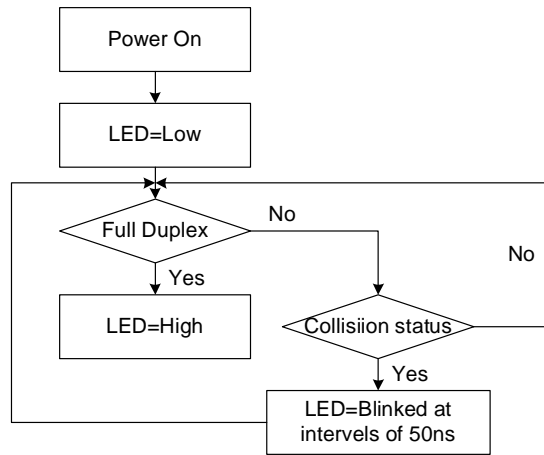 Power On
LED=Low
Full Duplex
No
No
Yes
LED=High
Collisiion status
Yes
LED=Blinked at
intervels of 50ns